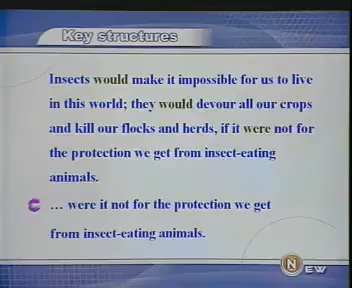 Key structures
Insects would make it impossible for us to live
in this world; they would devour all our crops
and kill our flocks and herds, if it were not for
the protection we get from insect-eating
animals.
... were it not for the protection we get
from insect-eating animals.
NEW